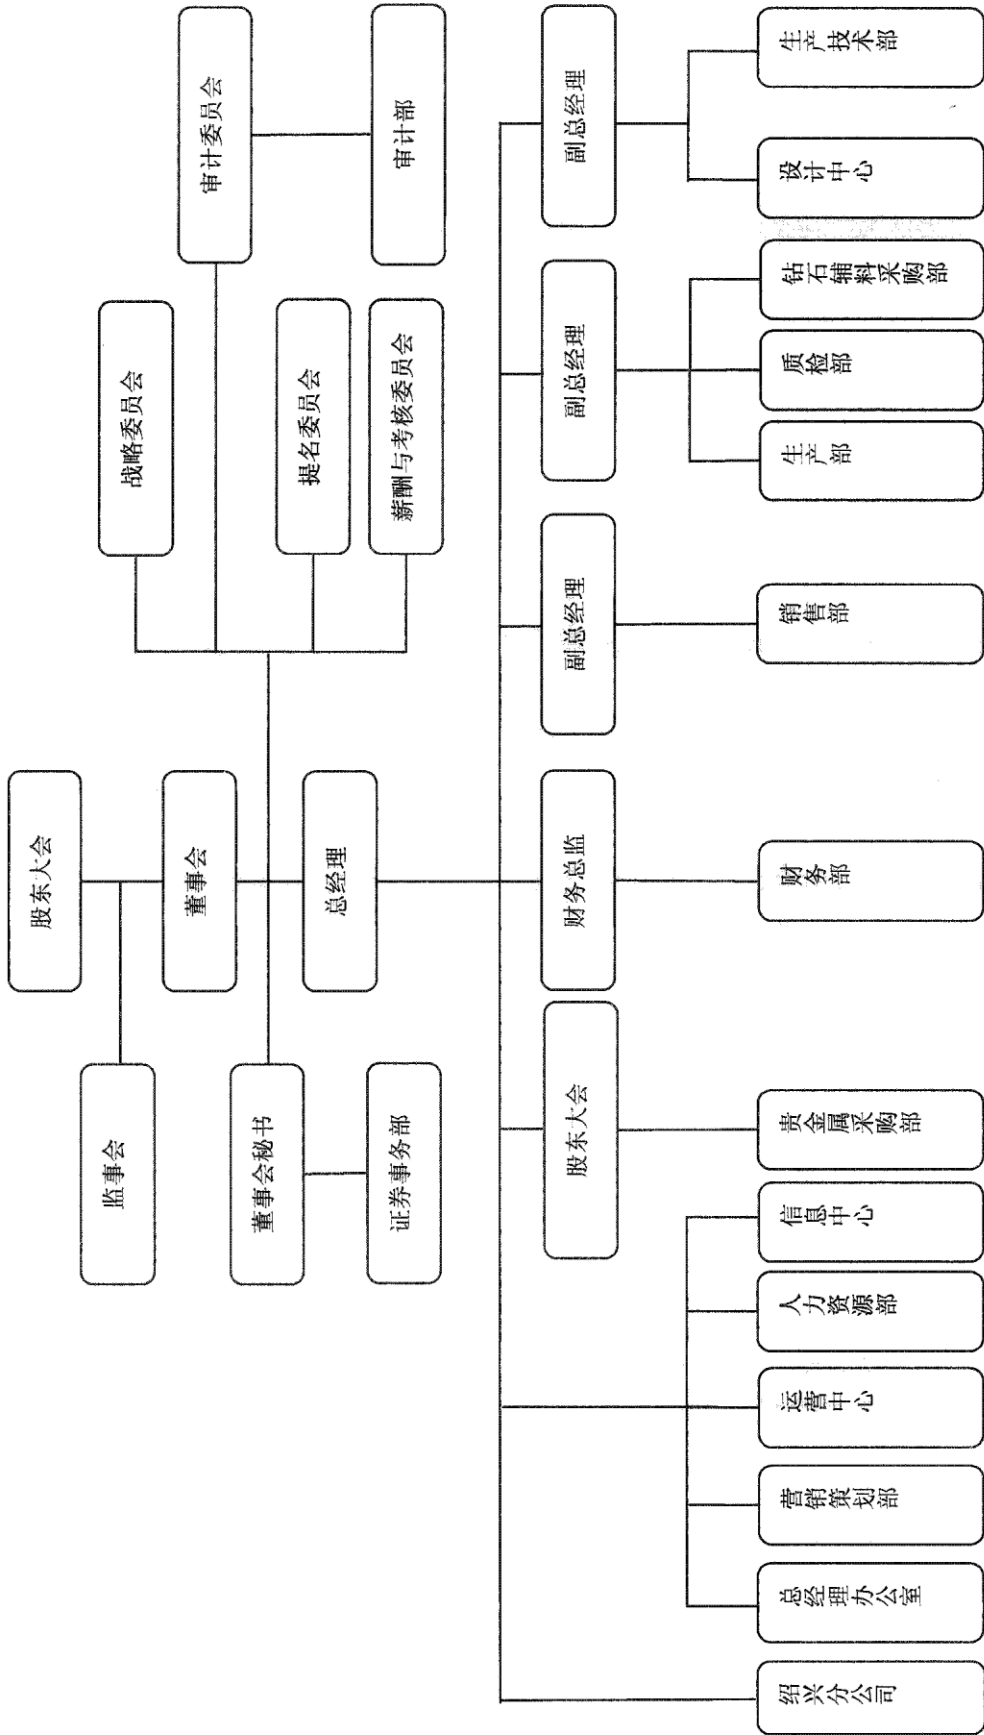 股东大会
监事会
战略委员会
董事会
审计委员会
董事会秘书
提名委员会
总经理
证券事务部
薪酬与考核委员会
审计部
股东大会
财务总监
副总经理
副总经理
副总经理
绍兴分公司
总经理办公室
营销策划部
运营中心
人力资源部
信息中心
贵金属采购部
财务部
销售部
生产部
质检部
钻石辅料采购部
设计中心
生产技术部